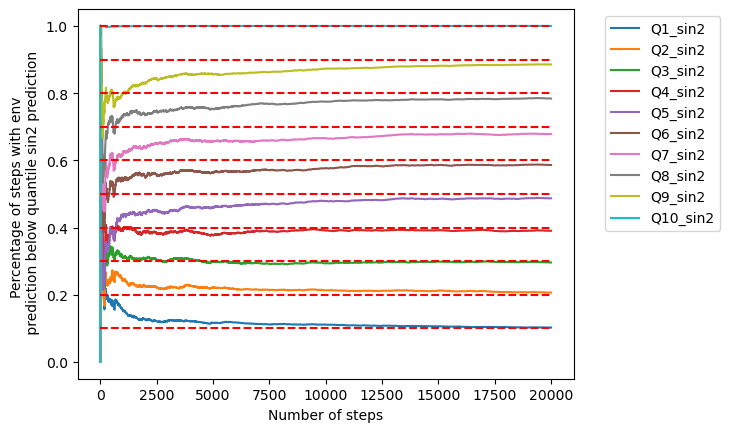 Percentage of steps with env
prediction below quantile sin2 prediction
1.0
0.8
0.6
0.4
0.2
0.0
0
2500
5000
7500
10000
12500
15000
17500
20000
Number of steps
Q1_sin2
Q2_sin2
Q3_sin2
Q4_sin2
Q5_sin2
Q6_sin2
Q7_sin2
Q8_sin2
Q9_sin2
Q10_sin2